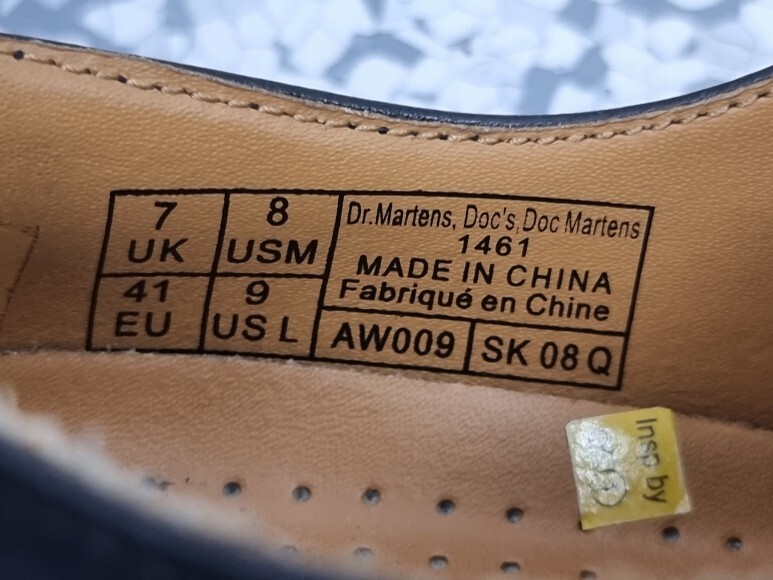 7
UK
8
USM
41
EU
9
US L
Dr.Martens, Doc's, Doc Martens
1461
MADE IN CHINA
Fabriqué en Chine
AW009
SK 08 Q
Insp by